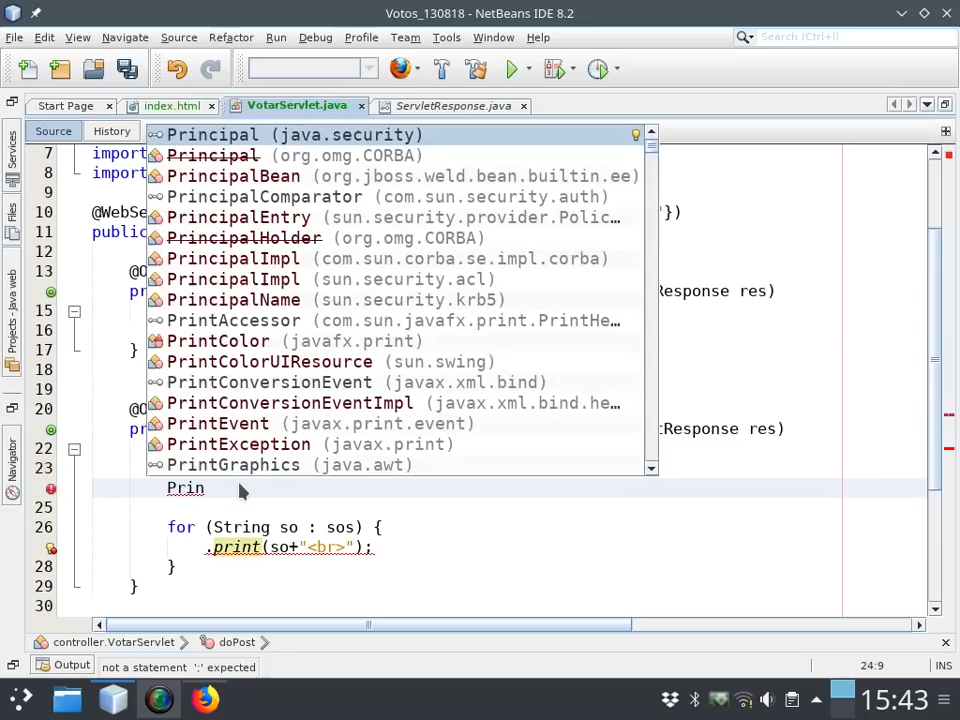 Votos_130818 - NetBeans IDE 8.2
File Edit View Navigate Source Refactor Run Debug Profile Team Tools Window Help
Search (Ctrl+I)
Start Page index.html VotarServlet.java ServletResponse.java
Source History
Services
Files
Projects - Java web
Navigator
Principal (java.security)
Principal (org.omg.CORBA)
PrincipalBean (org.jboss.weld.bean.builtin.ee)
PrincipalComparator (com.sun.security.auth)
PrincipalEntry (sun.security.provider.Polic...
PrincipalHolder (org.omg.CORBA)
PrincipalImpl (com.sun.corba.se.impl.corba)
PrincipalImpl (sun.security.acl)
PrincipalName (sun.security.krb5)
PrintAccessor (com.sun.javafx.print.PrintHe...
PrintColor (javafx.print)
PrintColorUIResource (sun.swing)
PrintConversionEvent (javax.xml.bind)
PrintConversionEventImpl (javax.xml.bind.he...
PrintEvent (javax.print.event)
PrintException (javax.print)
PrintGraphics (java.awt)
7 import
8 import
9
10 @WebSe "})
11 public
12
13 @O
pr Response res)
15
16
17 }
18
19
20 @O
pr tResponse res)
22
23
Prin
25
26 for (String so : sos) {
.print(so+"<br>");
28 }
29 }
30
controller.VotarServlet doPost
Output not a statement ';' expected 24:9 INS
15:43